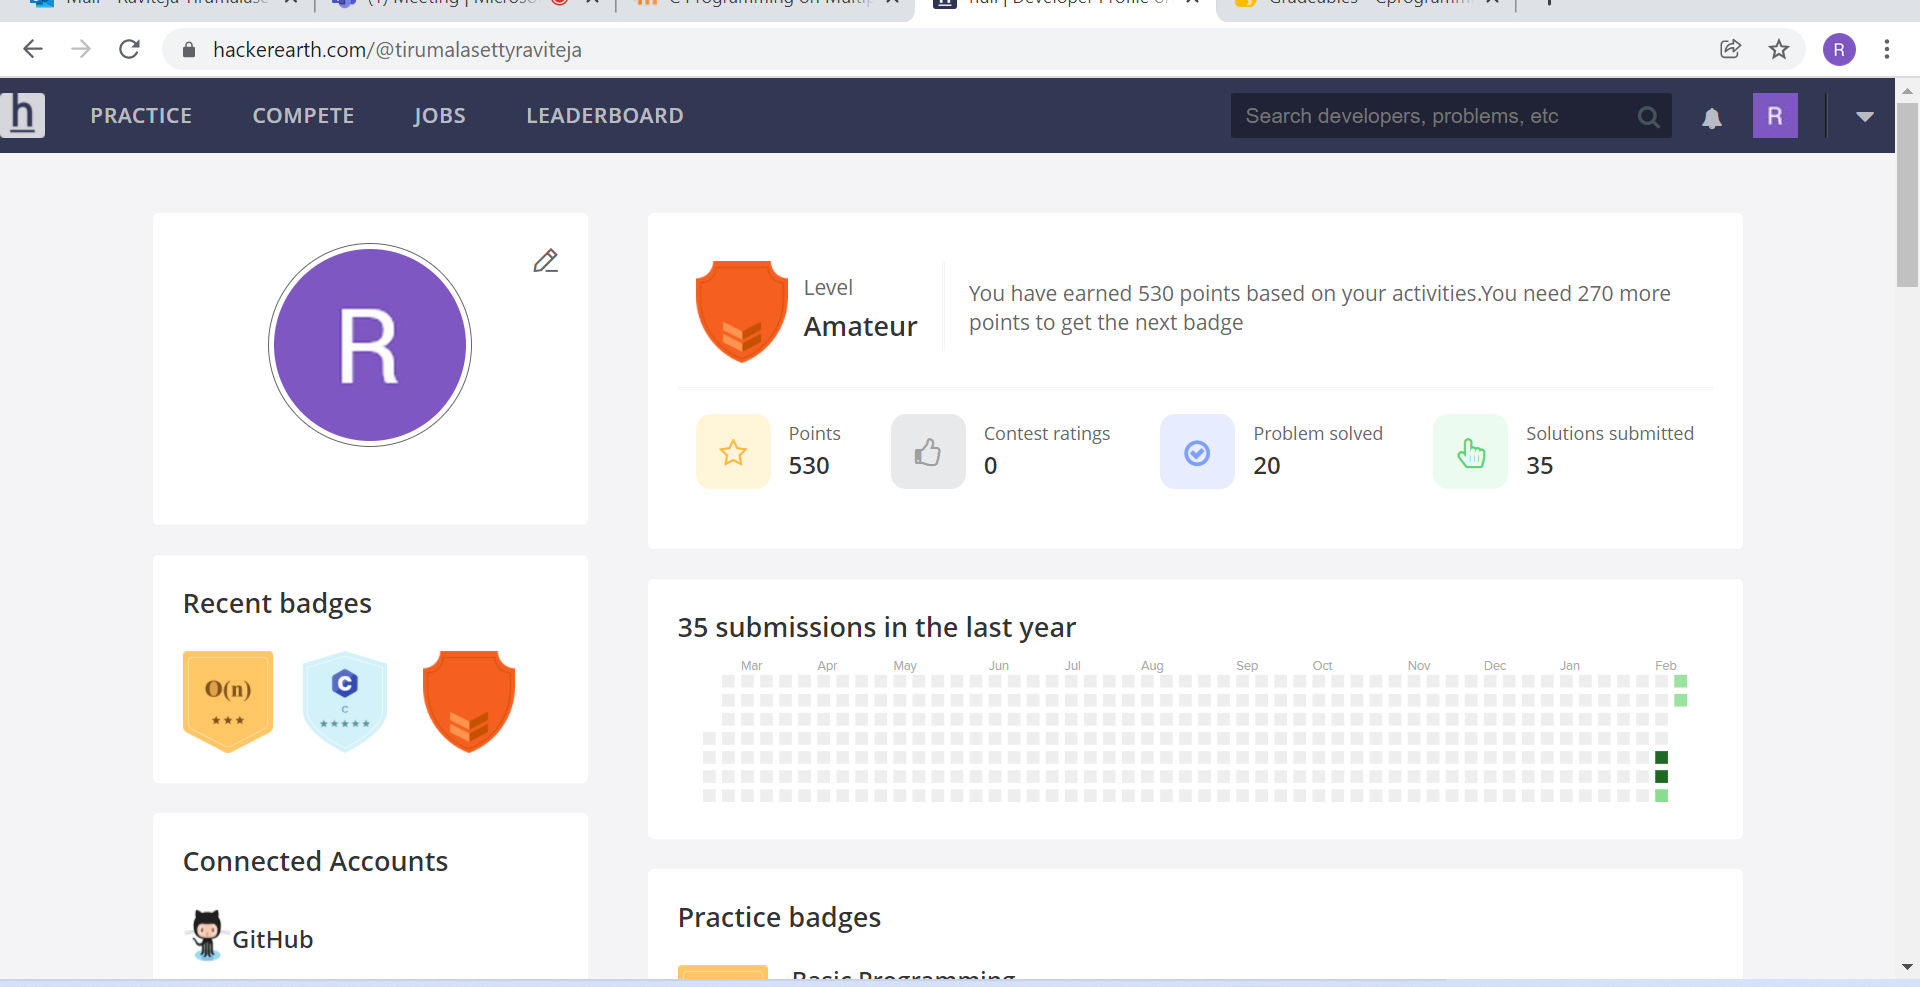 hackerearth.com/@tirumalasettyraviteja
R
h
PRACTICE
COMPETE
JOBS
LEADERBOARD
Search developers, problems, etc
R
R
Level
Amateur
You have earned 530 points based on your activities.You need 270 more
points to get the next badge
Points
530
Contest ratings
0
Problem solved
20
Solutions submitted
35
Recent badges
O(n)
C
C
35 submissions in the last year
Mar Apr May Jun Jul Aug Sep Oct Nov Dec Jan Feb
Connected Accounts
GitHub
Practice badges
Basic Programming